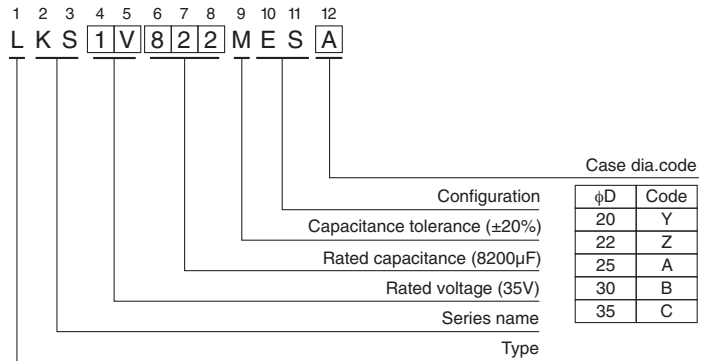 1 2 3 4 5 6 7 8 9 10 11 12
L K S 1 V 8 2 2 M E S A
Case dia.code
Configuration
Capacitance tolerance (±20%)
Rated capacitance (8200µF)
Rated voltage (35V)
Series name
Type
ϕD Code
20 Y
22 Z
25 A
30 B
35 C